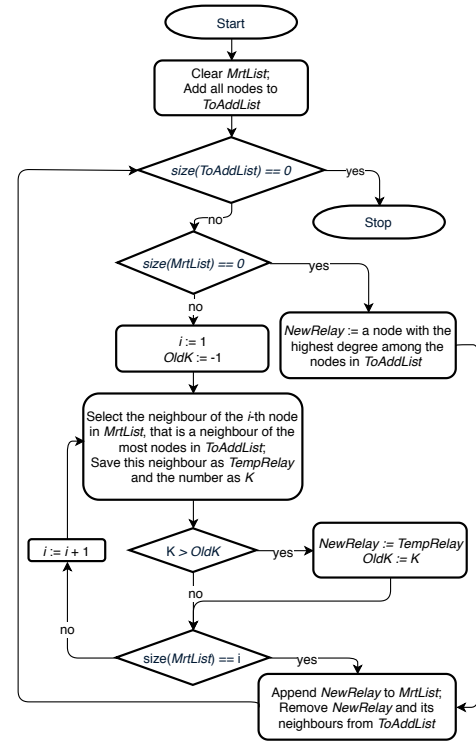 Start
Clear MrtList;
Add all nodes to
ToAddList
size(ToAddList) == 0
yes
Stop
no
size(MrtList) == 0
yes
no
NewRelay := a node with the
highest degree among the
nodes in ToAddList
i := 1
OldK := -1
Select the neighbour of the i-th node
in MrtList, that is a neighbour of the
most nodes in ToAddList;
Save this neighbour as TempRelay
and the number as K
i := i + 1
K > OldK
yes
NewRelay := TempRelay
OldK := K
no
no
size(MrtList) == i
yes
Append NewRelay to MrtList;
Remove NewRelay and its
neighbours from ToAddList